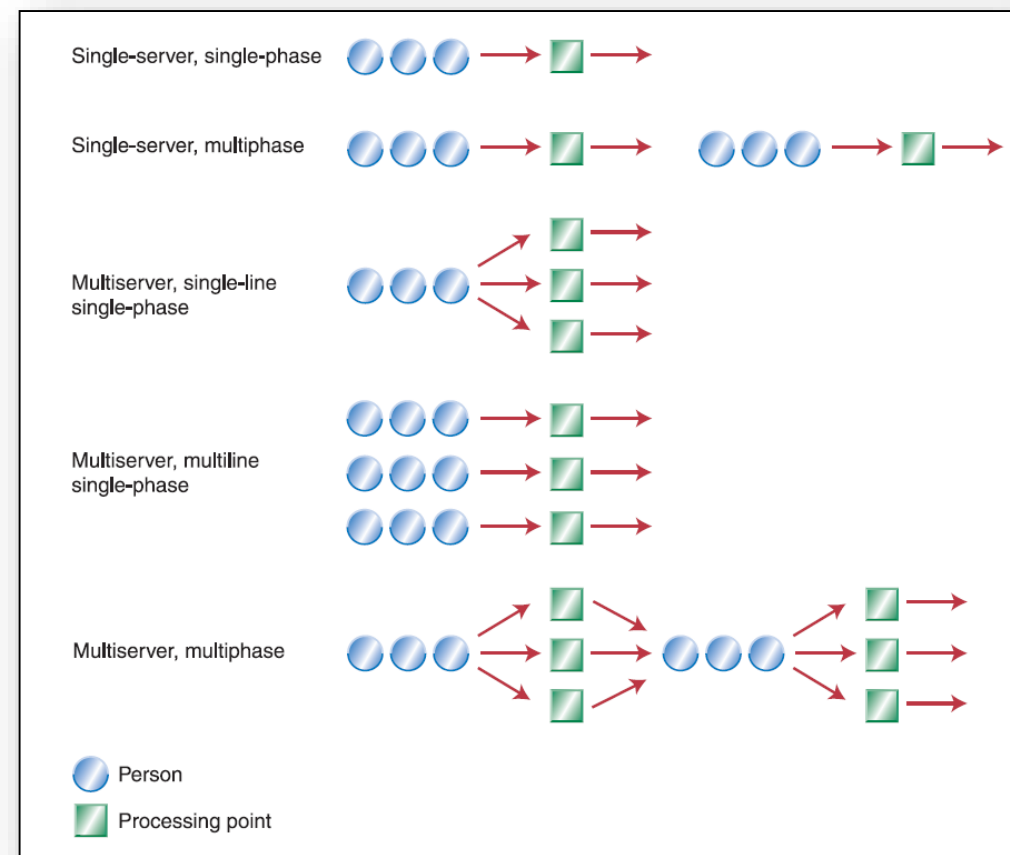 Single-server, single-phase
Single-server, multiphase
Multiserver, single-line
single-phase
Multiserver, multiline
single-phase
Multiserver, multiphase
Person
Processing point